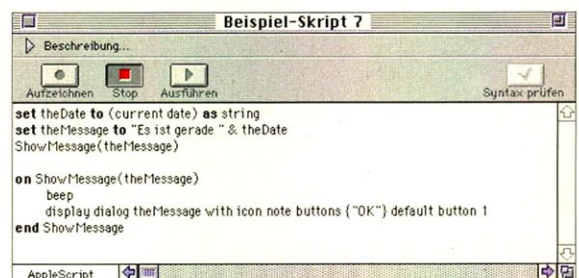 Beispiel-Skript 7
Beschreibung...
Aufzeichnen Stop Ausführen Syntax prüfen
set theDate to (current date) as string
set theMessage to "Es ist gerade " & theDate
ShowMessage(theMessage)
on ShowMessage(theMessage)
beep
display dialog theMessage with icon note buttons {"OK"} default button 1
end ShowMessage
AppleScript